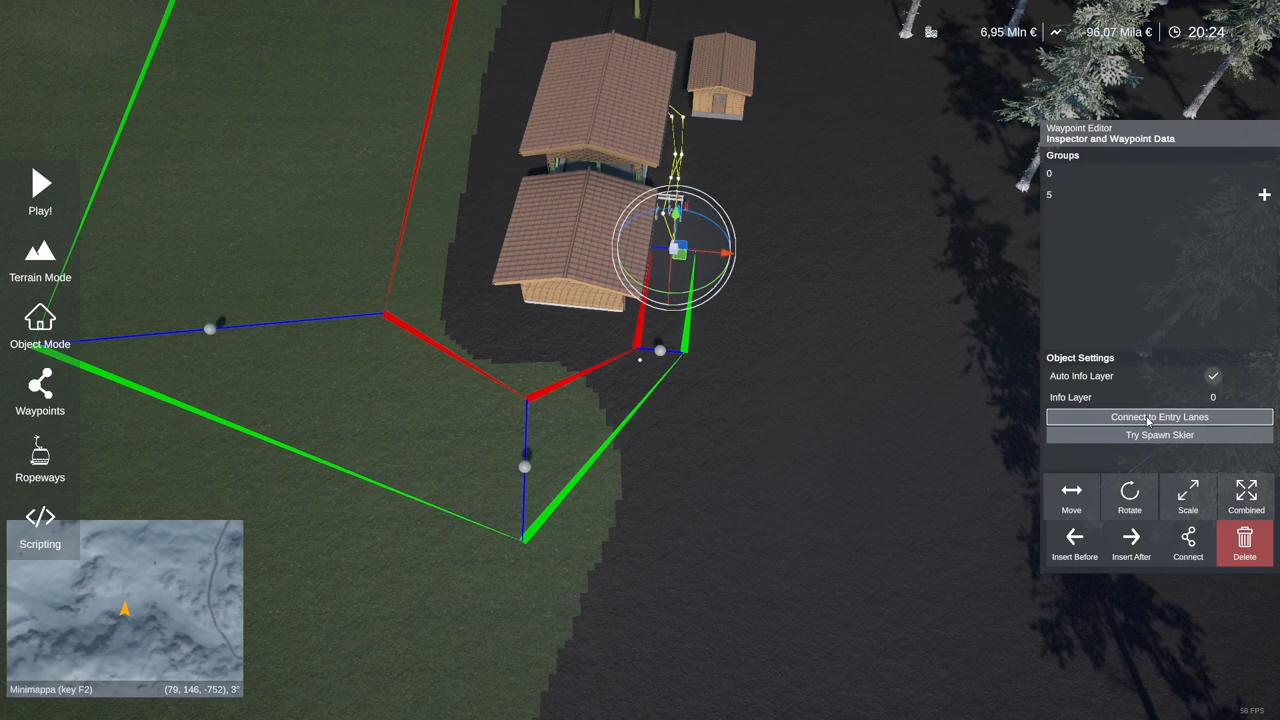 6,95 Mln €
-96,07 Mila €
20:24
Waypoint Editor
Inspector and Waypoint Data
Groups
0
5
Play!
Terrain Mode
Object Mode
Waypoints
Ropeways
Scripting
Object Settings
Auto Info Layer
Info Layer
0
Connect to Entry Lanes
Try Spawn Skier
Move
Rotate
Scale
Combined
Insert Before
Insert After
Connect
Delete
Minimappa (key F2)
(79, 146, -752), 3°
56 FPS